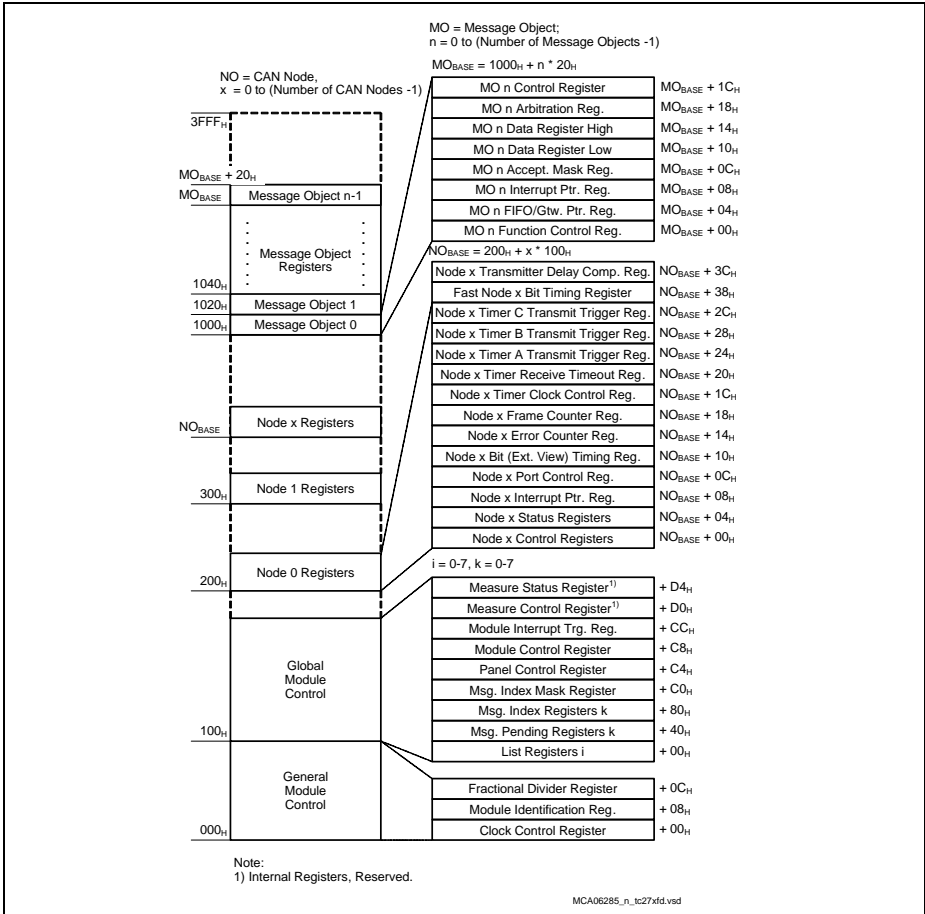 MO = Message Object;
n = 0 to (Number of Message Objects -1)
MOBASE = 1000H + n * 20H
NO = CAN Node,
x = 0 to (Number of CAN Nodes -1)
3FFFH
MOBASE + 20H
MOBASE
Message Object n-1
Message Object Registers
1040H
1020H
Message Object 1
1000H
Message Object 0
NOBASE
Node x Registers
300H
Node 1 Registers
200H
Node 0 Registers
Global
Module
Control
100H
General
Module
Control
000H
MO n Control Register MOBASE + 1CH
MO n Arbitration Reg. MOBASE + 18H
MO n Data Register High MOBASE + 14H
MO n Data Register Low MOBASE + 10H
MO n Accept. Mask Reg. MOBASE + 0CH
MO n Interrupt Ptr. Reg. MOBASE + 08H
MO n FIFO/Gtw. Ptr. Reg. MOBASE + 04H
MO n Function Control Reg. MOBASE + 00H
NOBASE = 200H + x * 100H
Node x Transmitter Delay Comp. Reg. NOBASE + 3CH
Fast Node x Bit Timing Register NOBASE + 38H
Node x Timer C Transmit Trigger Reg. NOBASE + 2CH
Node x Timer B Transmit Trigger Reg. NOBASE + 28H
Node x Timer A Transmit Trigger Reg. NOBASE + 24H
Node x Timer Receive Timeout Reg. NOBASE + 20H
Node x Timer Clock Control Reg. NOBASE + 1CH
Node x Frame Counter Reg. NOBASE + 18H
Node x Error Counter Reg. NOBASE + 14H
Node x Bit (Ext. View) Timing Reg. NOBASE + 10H
Node x Port Control Reg. NOBASE + 0CH
Node x Interrupt Ptr. Reg. NOBASE + 08H
Node x Status Registers NOBASE + 04H
Node x Control Registers NOBASE + 00H
i = 0-7, k = 0-7
Measure Status Register1) + D4H
Measure Control Register1) + D0H
Module Interrupt Trg. Reg. + CCH
Module Control Register + C8H
Panel Control Register + C4H
Msg. Index Mask Register + C0H
Msg. Index Registers k + 80H
Msg. Pending Registers k + 40H
List Registers i + 00H
Fractional Divider Register + 0CH
Module Identification Reg. + 08H
Clock Control Register + 00H
Note:
1) Internal Registers, Reserved.
MCA06285_n_tc27xfd.vsd